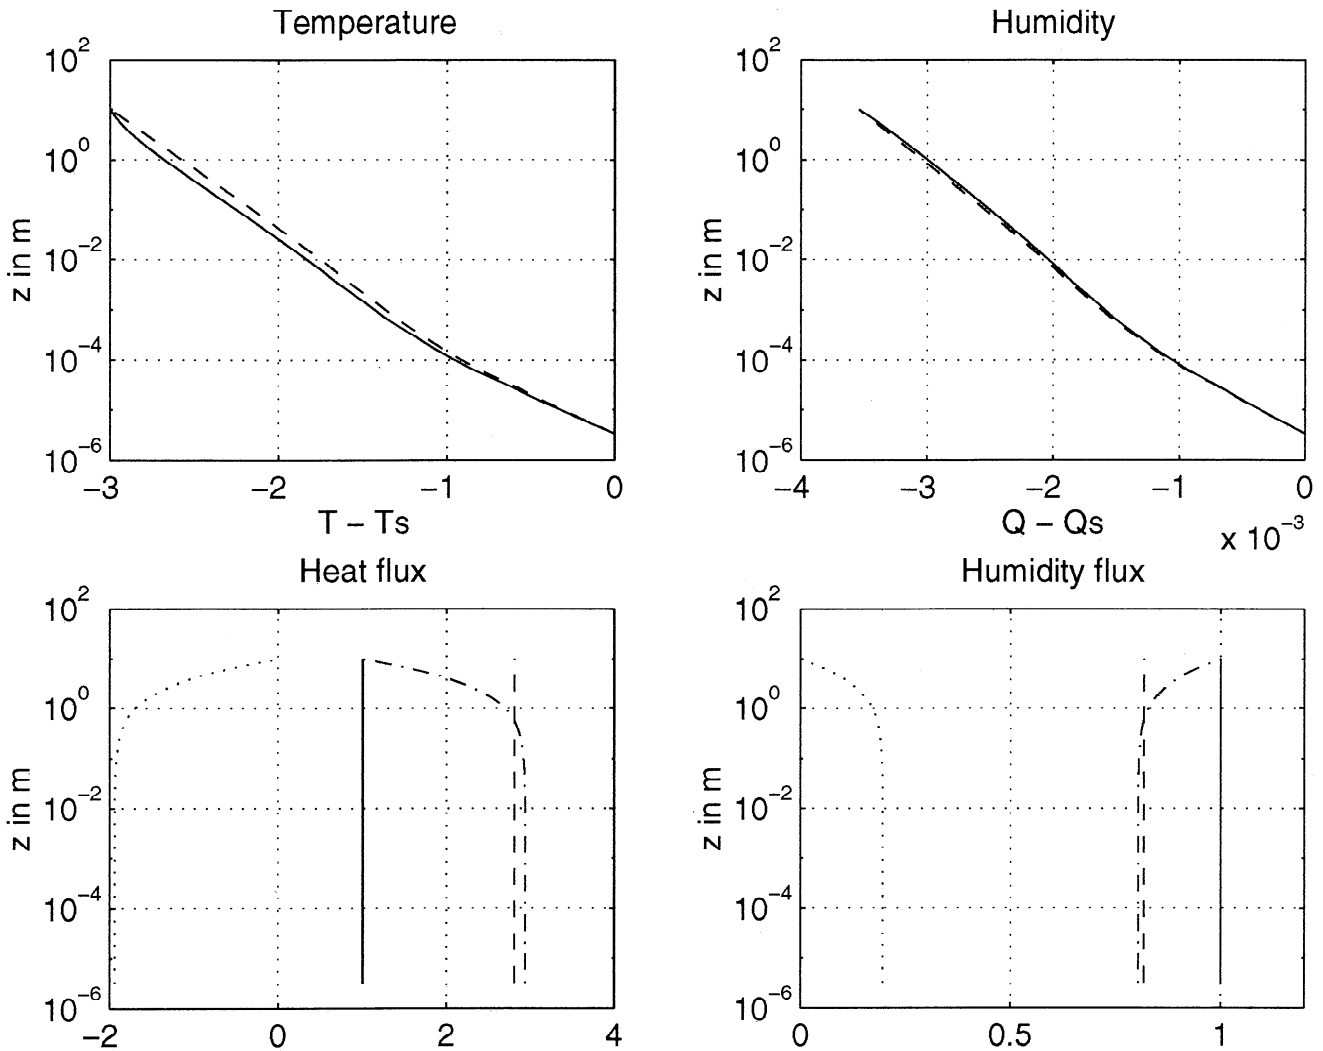 Temperature
10^2
10^0
10^−2
10^−4
10^−6
z in m
−3 −2 −1 0
T − Ts
Humidity
10^2
10^0
10^−2
10^−4
10^−6
z in m
−4 −3 −2 −1 0
Q − Qs
x 10^−3
Heat flux
10^2
10^0
10^−2
10^−4
10^−6
z in m
−2 0 2 4
Humidity flux
10^2
10^0
10^−2
10^−4
10^−6
z in m
0 0.5 1